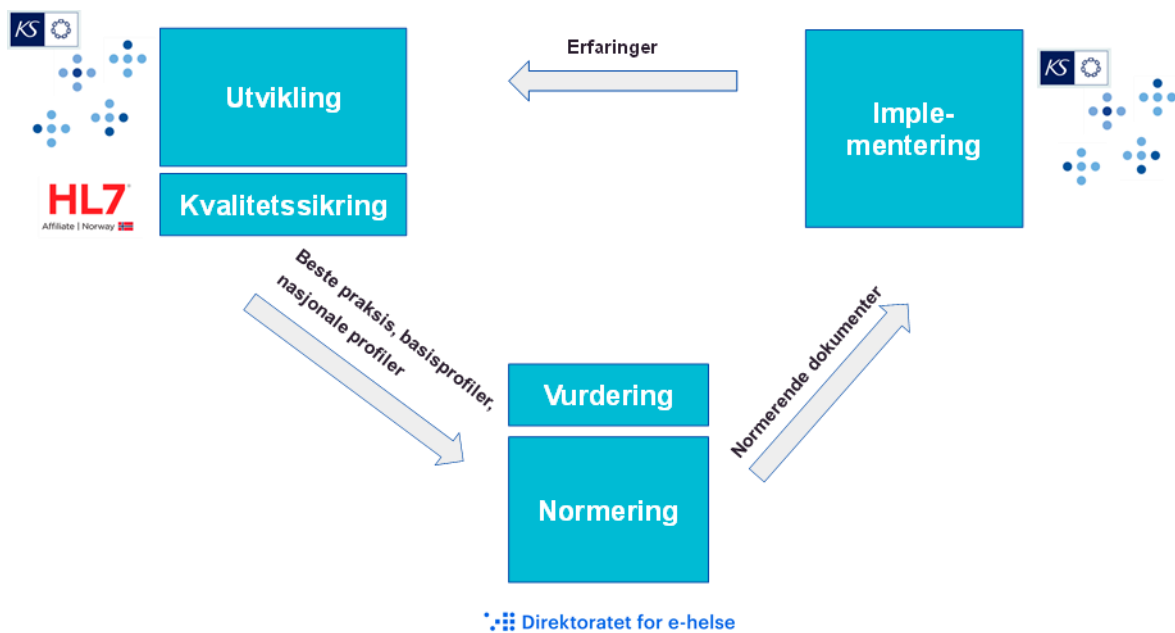 KS
Utvikling
Erfaringer
Imple-
mentering
KS
HL7®
Affiliate | Norway
Kvalitetssikring
Beste praksis, basisprofiler,
nasjonale profiler
Normerende dokumenter
Vurdering
Normering
Direktoratet for e-helse